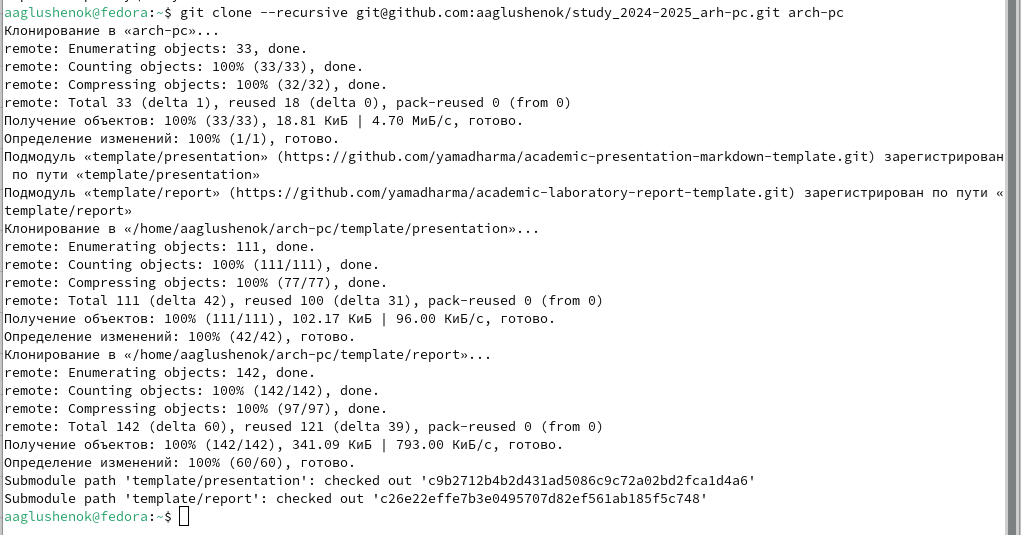 aaglushenok@fedora:~$ git clone --recursive git@github.com:aaglushenok/study_2024-2025_arh-pc.git arch-pc
Клонирование в «arch-pc»...
remote: Enumerating objects: 33, done.
remote: Counting objects: 100% (33/33), done.
remote: Compressing objects: 100% (32/32), done.
remote: Total 33 (delta 1), reused 18 (delta 0), pack-reused 0 (from 0)
Получение объектов: 100% (33/33), 18.81 КиБ | 4.70 МиБ/с, готово.
Определение изменений: 100% (1/1), готово.
Подмодуль «template/presentation» (https://github.com/yamadharma/academic-presentation-markdown-template.git) зарегистрирован
 по пути «template/presentation»
Подмодуль «template/report» (https://github.com/yamadharma/academic-laboratory-report-template.git) зарегистрирован по пути «
template/report»
Клонирование в «/home/aaglushenok/arch-pc/template/presentation»...
remote: Enumerating objects: 111, done.
remote: Counting objects: 100% (111/111), done.
remote: Compressing objects: 100% (77/77), done.
remote: Total 111 (delta 42), reused 100 (delta 31), pack-reused 0 (from 0)
Получение объектов: 100% (111/111), 102.17 КиБ | 96.00 КиБ/с, готово.
Определение изменений: 100% (42/42), готово.
Клонирование в «/home/aaglushenok/arch-pc/template/report»...
remote: Enumerating objects: 142, done.
remote: Counting objects: 100% (142/142), done.
remote: Compressing objects: 100% (97/97), done.
remote: Total 142 (delta 60), reused 121 (delta 39), pack-reused 0 (from 0)
Получение объектов: 100% (142/142), 341.09 КиБ | 793.00 КиБ/с, готово.
Определение изменений: 100% (60/60), готово.
Submodule path 'template/presentation': checked out 'c9b2712b4b2d431ad5086c9c72a02bd2fca1d4a6'
Submodule path 'template/report': checked out 'c26e22effe7b3e0495707d82ef561ab185f5c748'
aaglushenok@fedora:~$